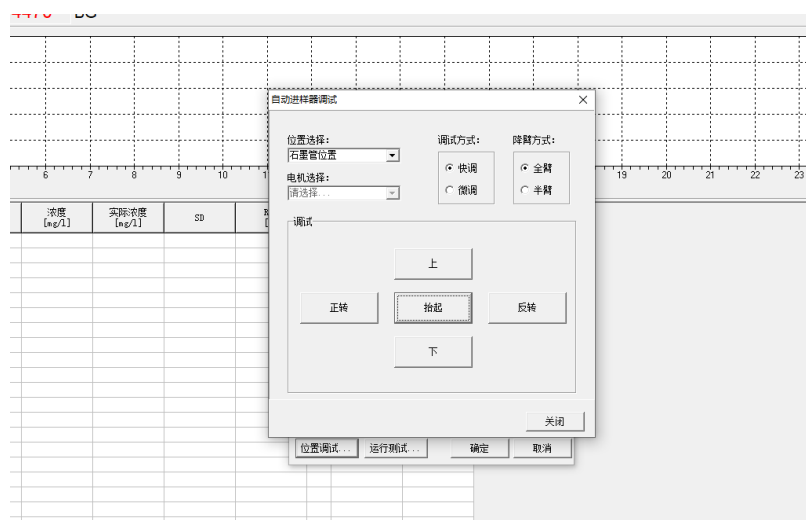 自动进样器调试
位置选择:
石墨管位置
电机选择:
请选择...
调试方式:
快调
微调
降臂方式:
全臂
半臂
调试
上
正转
抬起
反转
下
关闭
位置调试...
运行测试...
确定
取消
6 7 8 9 10 19 20 21 22 23
浓度 实际浓度 SD
[mg/l] [mg/l]